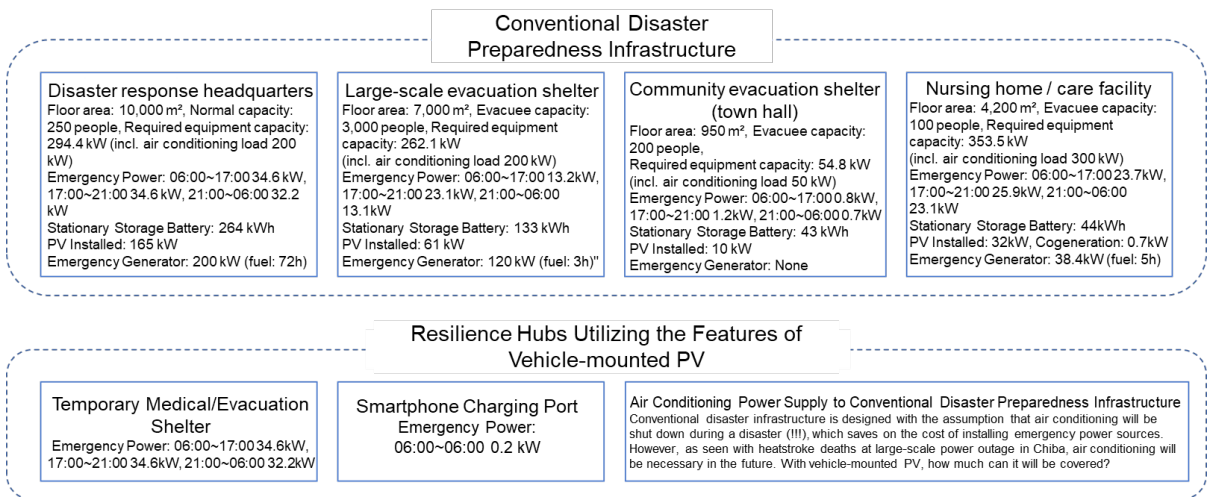 Conventional Disaster
Preparedness Infrastructure
Disaster response headquarters
Floor area: 10,000 m², Normal capacity:
250 people, Required equipment capacity:
294.4 kW (incl. air conditioning load 200
kW)
Emergency Power: 06:00~17:00 34.6 kW,
17:00~21:00 34.6 kW, 21:00~06:00 32.2
kW
Stationary Storage Battery: 264 kWh
PV Installed: 165 kW
Emergency Generator: 200 kW (fuel: 72h)
Large-scale evacuation shelter
Floor area: 7,000 m², Evacuee capacity:
3,000 people, Required equipment
capacity: 262.1 kW
(incl. air conditioning load 200 kW)
Emergency Power: 06:00~17:00 13.2kW,
17:00~21:00 23.1kW, 21:00~06:00
13.1kW
Stationary Storage Battery: 133 kWh
PV Installed: 61 kW
Emergency Generator: 120 kW (fuel: 3h)"
Community evacuation shelter
(town hall)
Floor area: 950 m², Evacuee capacity:
200 people,
Required equipment capacity: 54.8 kW
(incl. air conditioning load 50 kW)
Emergency Power: 06:00~17:00 0.8kW,
17:00~21:00 1.2kW, 21:00~06:00 0.7kW
Stationary Storage Battery: 43 kWh
PV Installed: 10 kW
Emergency Generator: None
Nursing home / care facility
Floor area: 4,200 m², Evacuee capacity:
100 people, Required equipment
capacity: 353.5 kW
(incl. air conditioning load 300 kW)
Emergency Power: 06:00~17:00 23.7kW,
17:00~21:00 25.9kW, 21:00~06:00
23.1kW
Stationary Storage Battery: 44kWh
PV Installed: 32kW, Cogeneration: 0.7kW
Emergency Generator: 38.4kW (fuel: 5h)
Resilience Hubs Utilizing the Features of
Vehicle-mounted PV
Temporary Medical/Evacuation
Shelter
Emergency Power: 06:00~17:00 34.6kW,
17:00~21:00 34.6kW, 21:00~06:00 32.2kW
Smartphone Charging Port
Emergency Power:
06:00~06:00 0.2 kW
Air Conditioning Power Supply to Conventional Disaster Preparedness Infrastructure
Conventional disaster infrastructure is designed with the assumption that air conditioning will be
shut down during a disaster (!!!), which saves on the cost of installing emergency power sources.
However, as seen with heatstroke deaths at large-scale power outage in Chiba, air conditioning will
be necessary in the future. With vehicle-mounted PV, how much can it will be covered?